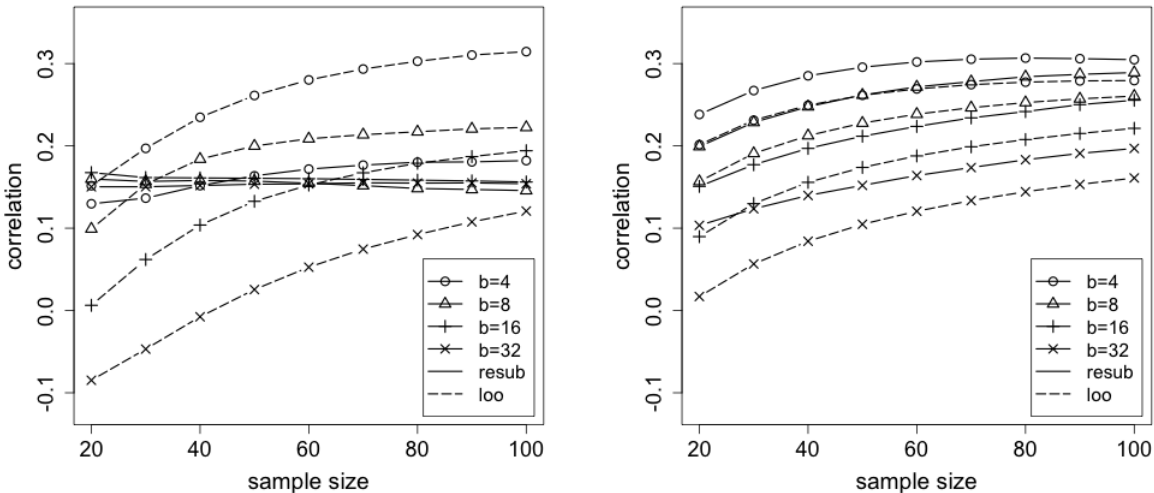 correlation
0.3
0.2
0.1
0.0
-0.1
b=4
b=8
b=16
b=32
resub
loo
20 40 60 80 100
sample size
correlation
0.3
0.2
0.1
0.0
-0.1
b=4
b=8
b=16
b=32
resub
loo
20 40 60 80 100
sample size